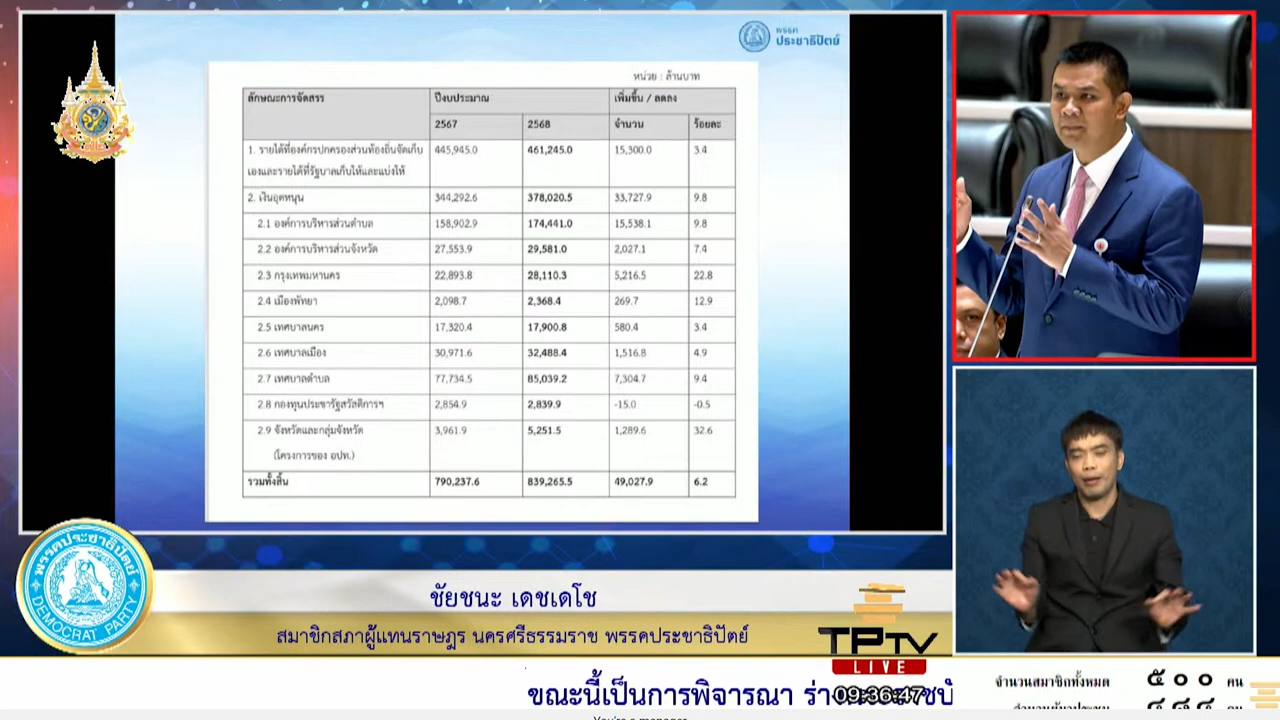 พรรค
ประชาธิปัตย์
หน่วย : ล้านบาท
ลักษณะการจัดสรร ปีงบประมาณ เพิ่มขึ้น / ลดลง
2567 2568 จำนวน ร้อยละ
1. รายได้ที่องค์กรปกครองส่วนท้องถิ่นจัดเก็บ 445,945.0 461,245.0 15,300.0 3.4
เองและรายได้ที่รัฐบาลเก็บให้และแบ่งให้
2. เงินอุดหนุน 344,292.6 378,020.5 33,727.9 9.8
2.1 องค์การบริหารส่วนตำบล 158,902.9 174,441.0 15,538.1 9.8
2.2 องค์การบริหารส่วนจังหวัด 27,553.9 29,581.0 2,027.1 7.4
2.3 กรุงเทพมหานคร 22,893.8 28,110.3 5,216.5 22.8
2.4 เมืองพัทยา 2,098.7 2,368.4 269.7 12.9
2.5 เทศบาลนคร 17,320.4 17,900.8 580.4 3.4
2.6 เทศบาลเมือง 30,971.6 32,488.4 1,516.8 4.9
2.7 เทศบาลตำบล 77,734.5 85,039.2 7,304.7 9.4
2.8 กองทุนประชารัฐสวัสดิการฯ 2,854.9 2,839.9 -15.0 -0.5
2.9 จังหวัดและกลุ่มจังหวัด 3,961.9 5,251.5 1,289.6 32.6
(โครงการของ อปท.)
รวมทั้งสิ้น 790,237.6 839,265.5 49,027.9 6.2
พรรคประชาธิปัตย์
DEMOCRAT PARTY
ชัยชนะ เดชเดโช
สมาชิกสภาผู้แทนราษฎร นครศรีธรรมราช พรรคประชาธิปัตย์
TPTV
LIVE
09:36:47
ขณะนี้เป็นการพิจารณา ร่าง
จำนวนสมาชิกทั้งหมด ๕๐๐ คน